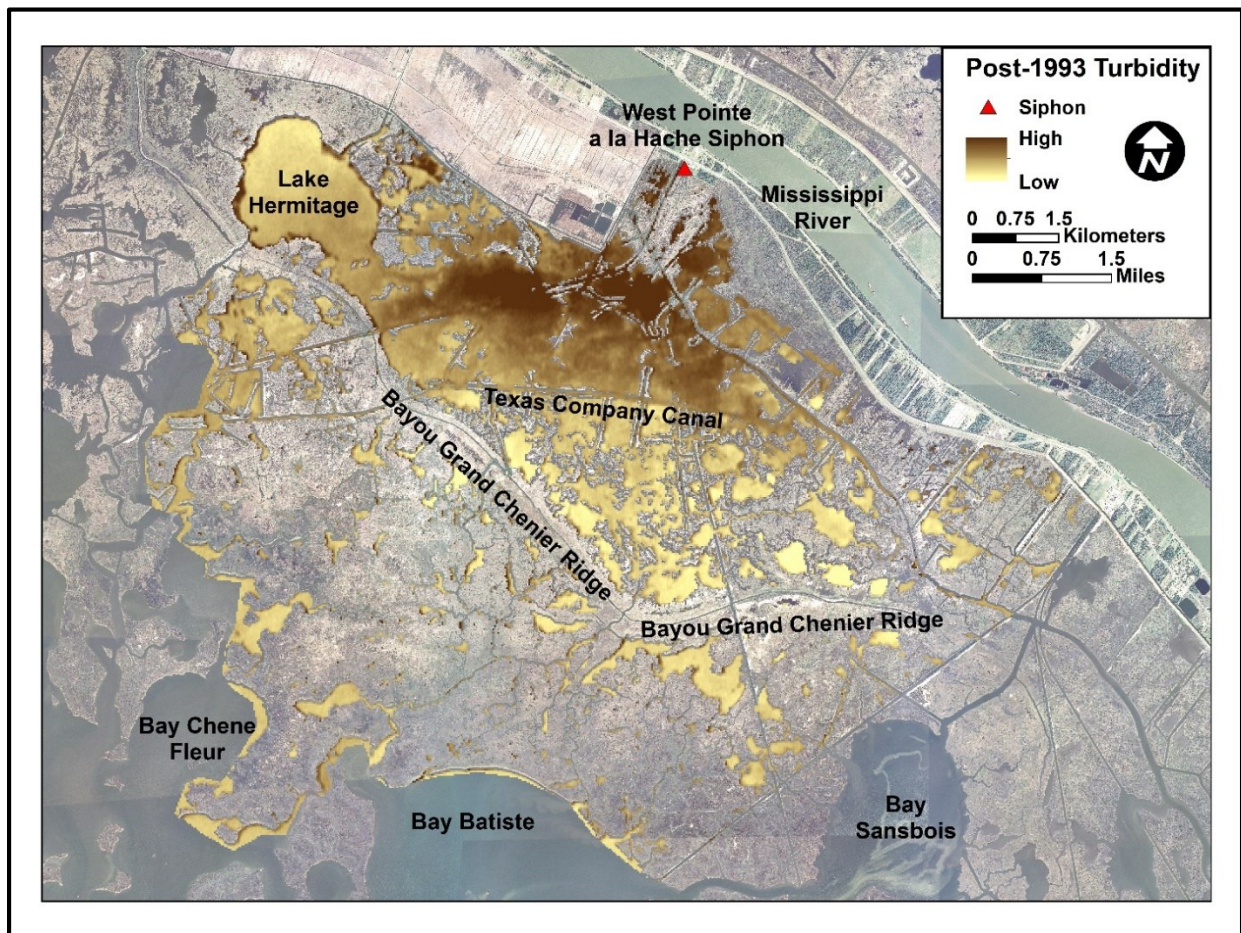 Post-1993 Turbidity
Siphon
High
Low
N
0 0.75 1.5
Kilometers
0 0.75 1.5
Miles
West Pointe
a la Hache Siphon
Mississippi
River
Lake
Hermitage
Texas Company Canal
Bayou Grand Chenier Ridge
Bayou Grand Chenier Ridge
Bay Chene
Fleur
Bay Batiste
Bay
Sansbois